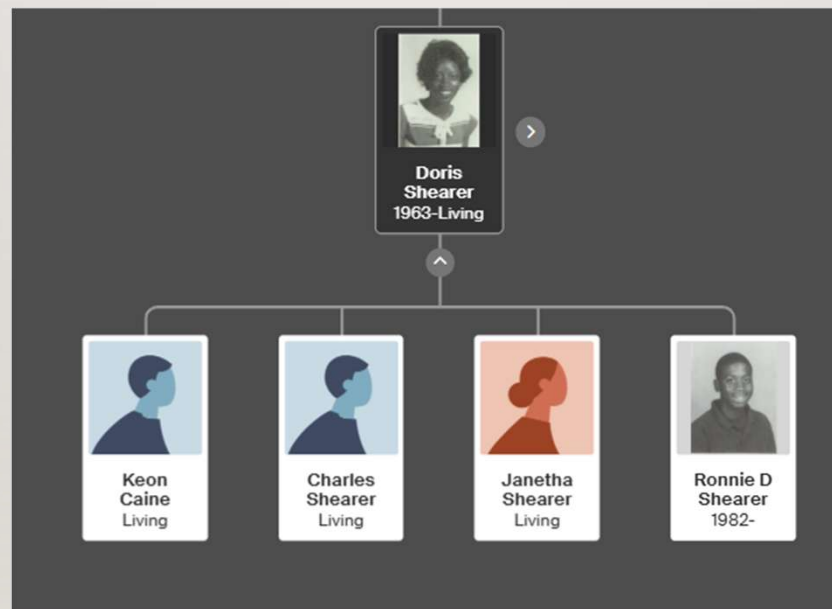 Doris
Shearer
1963-Living
Keon
Caine
Living
Charles
Shearer
Living
Janetha
Shearer
Living
Ronnie D
Shearer
1982-